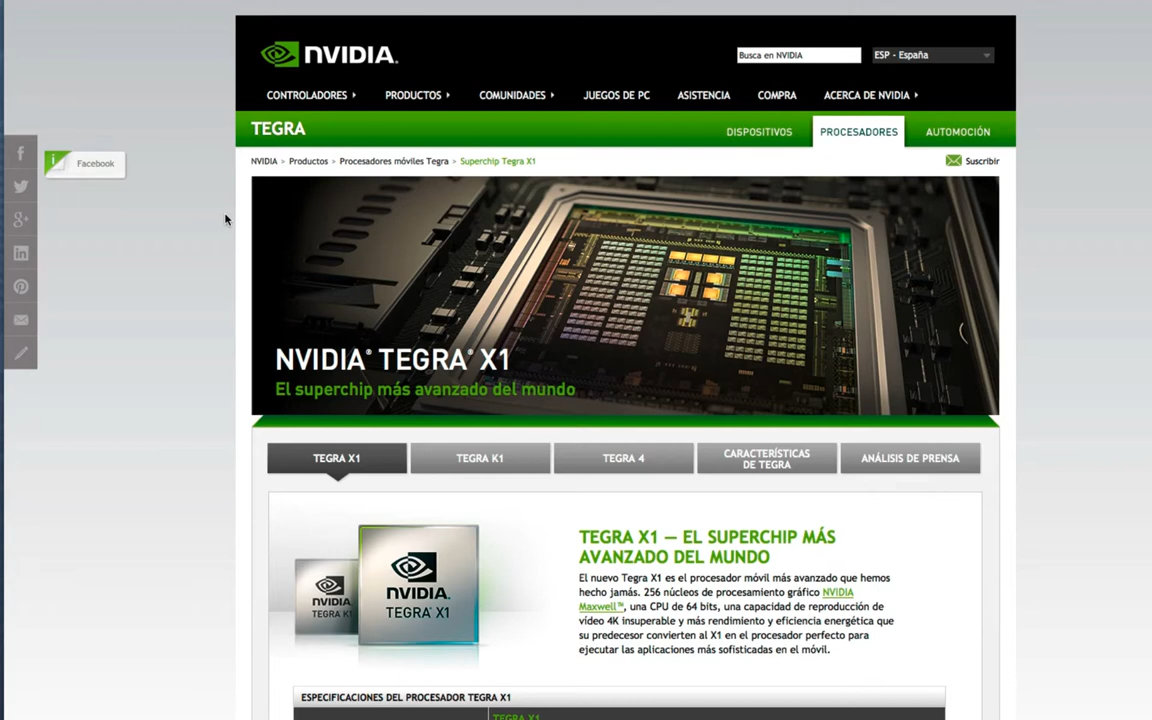 NVIDIA.
Busca en NVIDIA
ESP - España
CONTROLADORES
PRODUCTOS
COMUNIDADES
JUEGOS DE PC
ASISTENCIA
COMPRA
ACERCA DE NVIDIA
TEGRA
DISPOSITIVOS
PROCESADORES
AUTOMOCIÓN
Facebook
NVIDIA > Productos > Procesadores móviles Tegra > Superchip Tegra X1
Suscribir
NVIDIA® TEGRA® X1
El superchip más avanzado del mundo
TEGRA X1
TEGRA K1
TEGRA 4
CARACTERÍSTICAS
DE TEGRA
ANÁLISIS DE PRENSA
NVIDIA.
TEGRA K1
NVIDIA.
TEGRA® X1
TEGRA X1 — EL SUPERCHIP MÁS
AVANZADO DEL MUNDO
El nuevo Tegra X1 es el procesador móvil más avanzado que hemos
hecho jamás. 256 núcleos de procesamiento gráfico NVIDIA
Maxwell™, una CPU de 64 bits, una capacidad de reproducción de
vídeo 4K insuperable y más rendimiento y eficiencia energética que
su predecesor convierten al X1 en el procesador perfecto para
ejecutar las aplicaciones más sofisticadas en el móvil.
ESPECIFICACIONES DEL PROCESADOR TEGRA X1
TEGRA X1